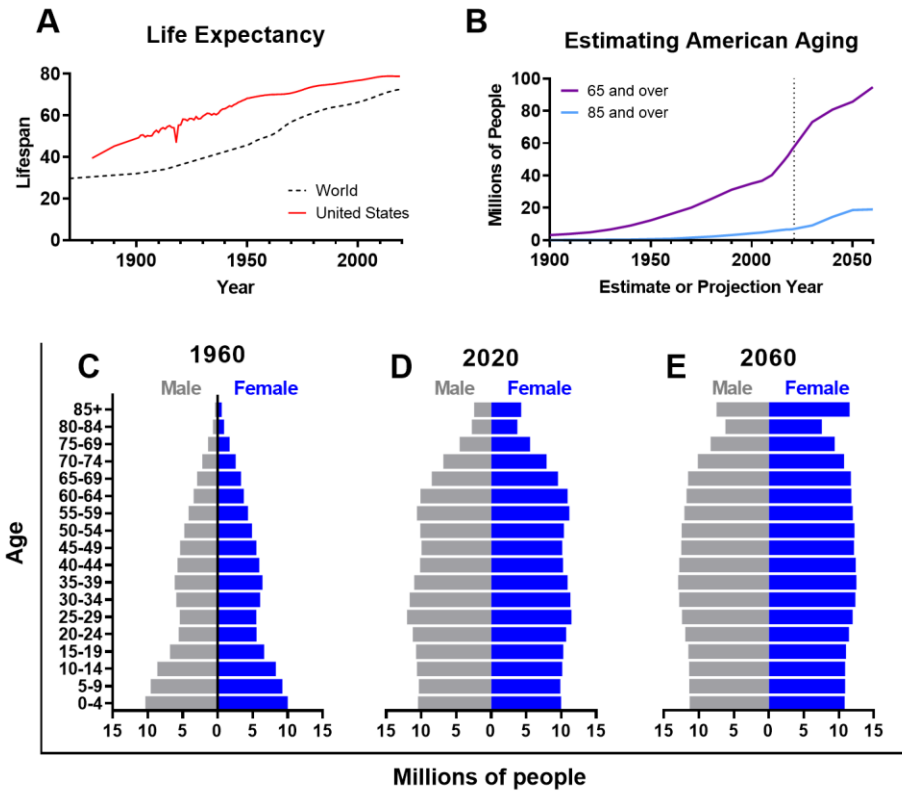 A
Life Expectancy
Lifespan
80
60
40
20
0
World
United States
1900
1950
2000
Year
B
Estimating American Aging
Millions of People
100
80
60
40
20
0
65 and over
85 and over
1900
1950
2000
2050
Estimate or Projection Year
Age
C
1960
Male
Female
85+
80-84
75-69
70-74
65-69
60-64
55-59
50-54
45-49
40-44
35-39
30-34
25-29
20-24
15-19
10-14
5-9
0-4
15 10 5 0 5 10 15
D
2020
Male
Female
15 10 5 0 5 10 15
E
2060
Male
Female
15 10 5 0 5 10 15
Millions of people